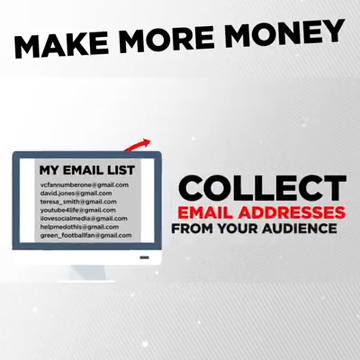 MAKE MORE MONEY
MY EMAIL LIST
vcfannumberone@gmail.com
david.jones@gmail.com
teresa_smith@gmail.com
youtube4life@gmail.com
ilovesocialmedia@gmail.com
helpmedothis@gmail.com
green_footballfan@gmail.com
COLLECT
EMAIL ADDRESSES
FROM YOUR AUDIENCE